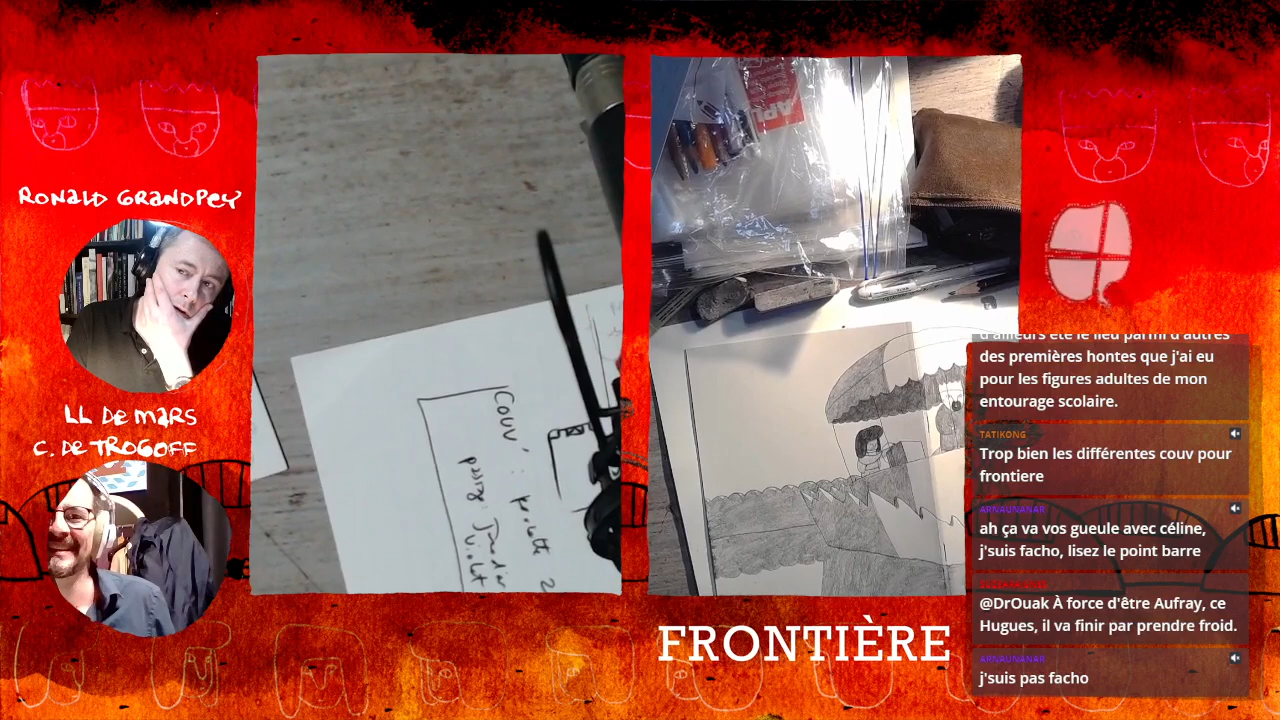 RONALD GRANDPEY
LL DE MARS
C. DE TROGOFF
Couv' :
FRONTIÈRE
d'ailleurs été le lieu parmi d'autres
des premières hontes que j'ai eu
pour les figures adultes de mon
entourage scolaire.
TATIKONG
Trop bien les différentes couv pour
frontiere
ARNAUNANAR
ah ça va vos gueule avec céline,
j'suis facho, lisez le point barre
@DrOuak À force d'être Aufray, ce
Hugues, il va finir par prendre froid.
ARNAUNANAR
j'suis pas facho